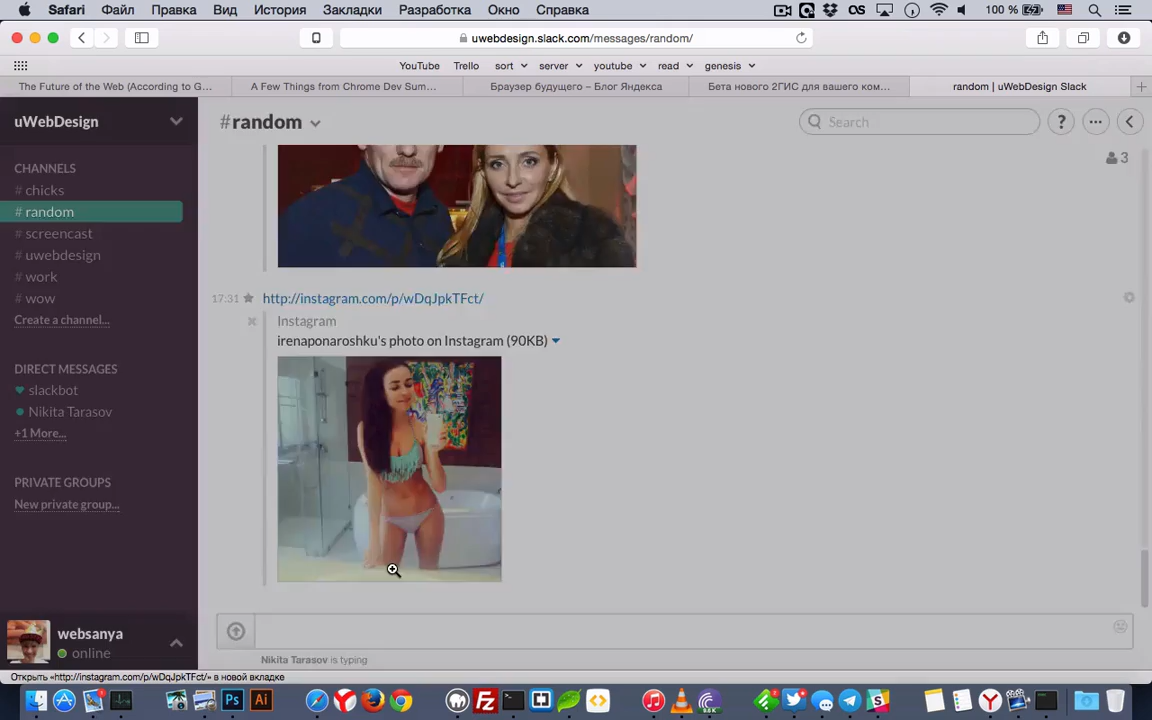 Safari Файл Правка Вид История Закладки Разработка Окно Справка 100 %
uwebdesign.slack.com/messages/random/
YouTube Trello sort server youtube read genesis
The Future of the Web (According to G... A Few Things from Chrome Dev Sum... Браузер будущего – Блог Яндекса Бета нового 2ГИС для вашего ком... random | uWebDesign Slack
uWebDesign
#random
Search
?
3
CHANNELS
# chicks
# random
# screencast
# uwebdesign
# work
# wow
Create a channel...
DIRECT MESSAGES
slackbot
Nikita Tarasov
+1 More...
PRIVATE GROUPS
New private group...
17:31 http://instagram.com/p/wDqJpkTFct/
Instagram
irenaponaroshku's photo on Instagram (90KB)
websanya
online
Nikita Tarasov is typing
Открыть «http://instagram.com/p/wDqJpkTFct/» в новой вкладке
Ps Ai